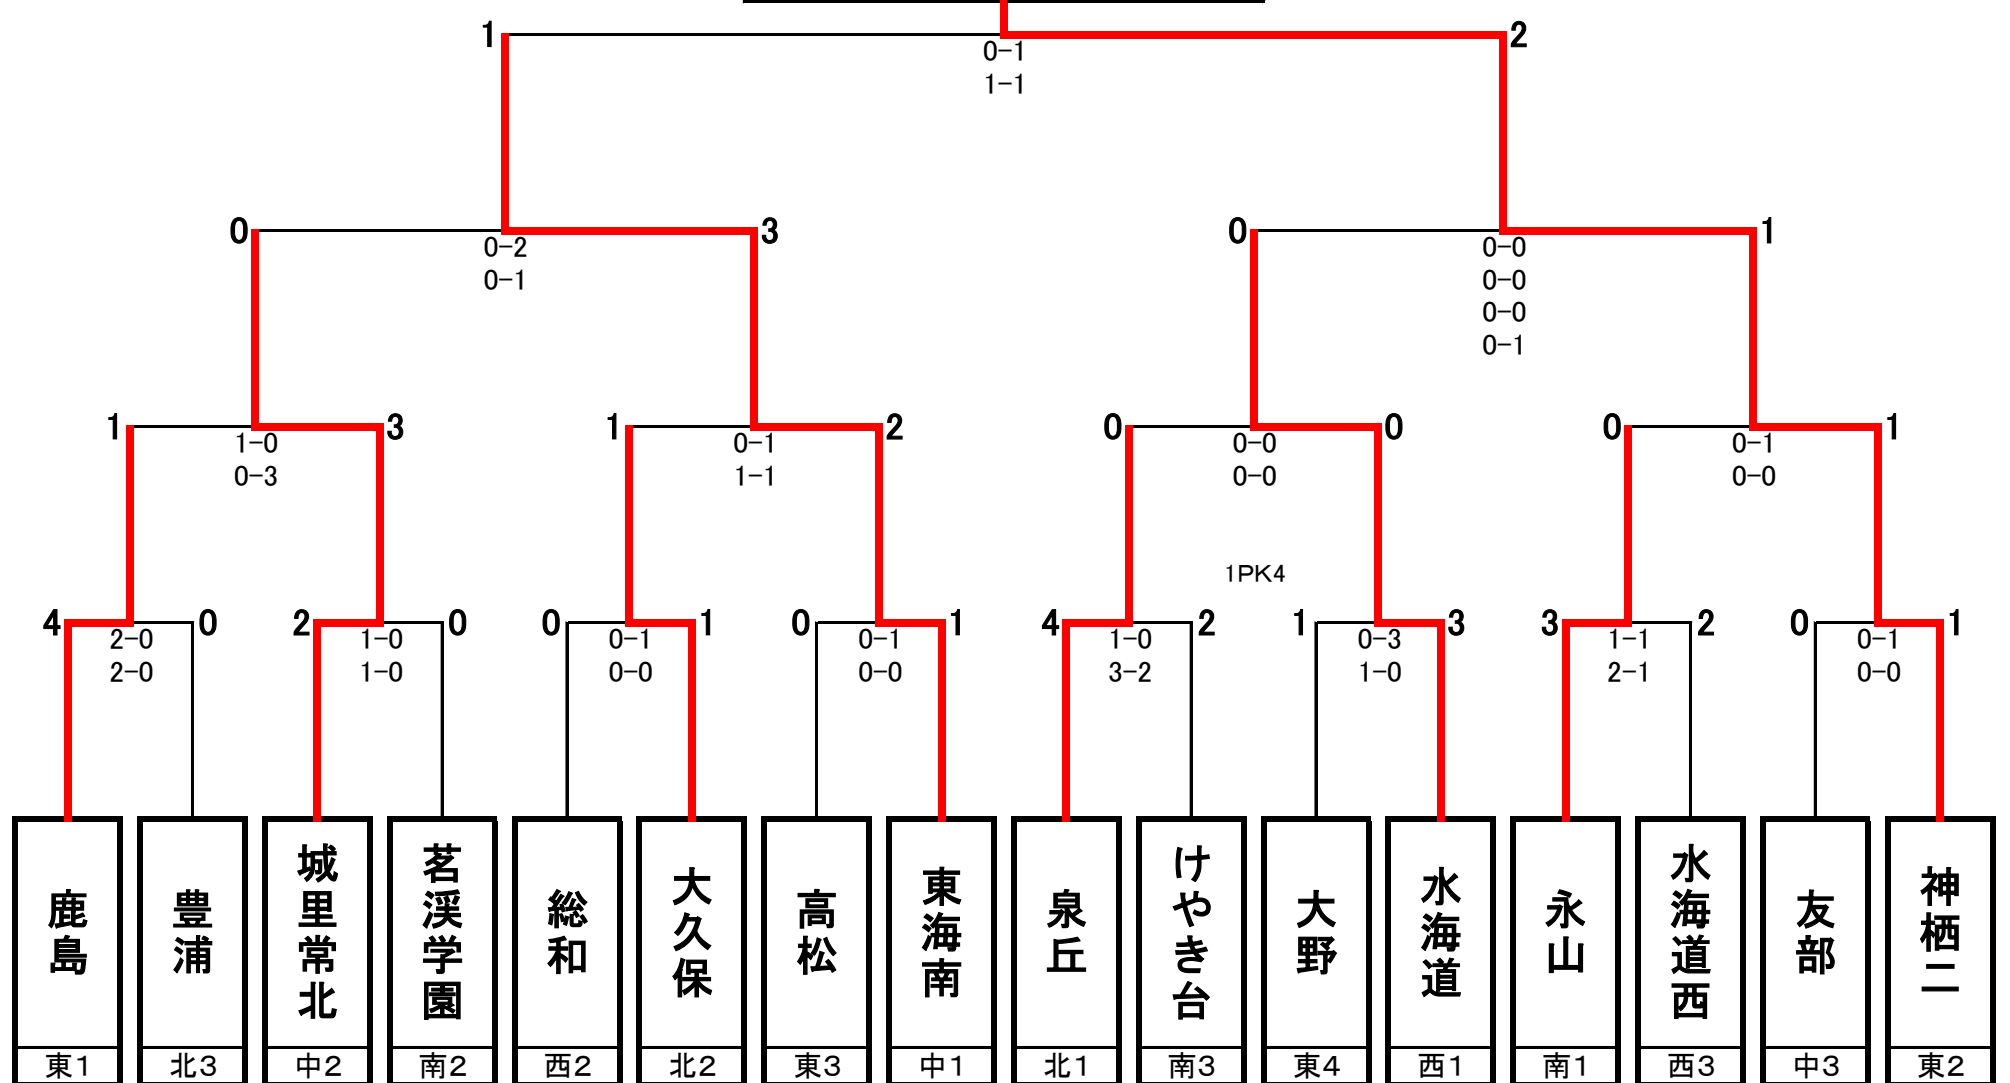 1 2
0-1
1-1
0 3 0 1
0-2 0-0
0-1 0-0
0-0
0-1
1 3 1 2 0 0 0 1
1-0 0-1 0-0 0-1
0-3 1-1 0-0 0-0
1PK4
4 0 2 0 0 1 0 1 4 2 1 3 3 2 0 1
2-0 1-0 0-1 0-1 1-0 0-3 1-1 0-1
2-0 1-0 0-0 0-0 3-2 1-0 2-1 0-0
鹿島
豊浦
城里常北
茗溪学園
総和
大久保
高松
東海南
泉丘
けやき台
大野
水海道
永山
水海道西
友部
神栖二
東1 北3 中2 南2 西2 北2 東3 中1 北1 南3 東4 西1 南1 西3 中3 東2